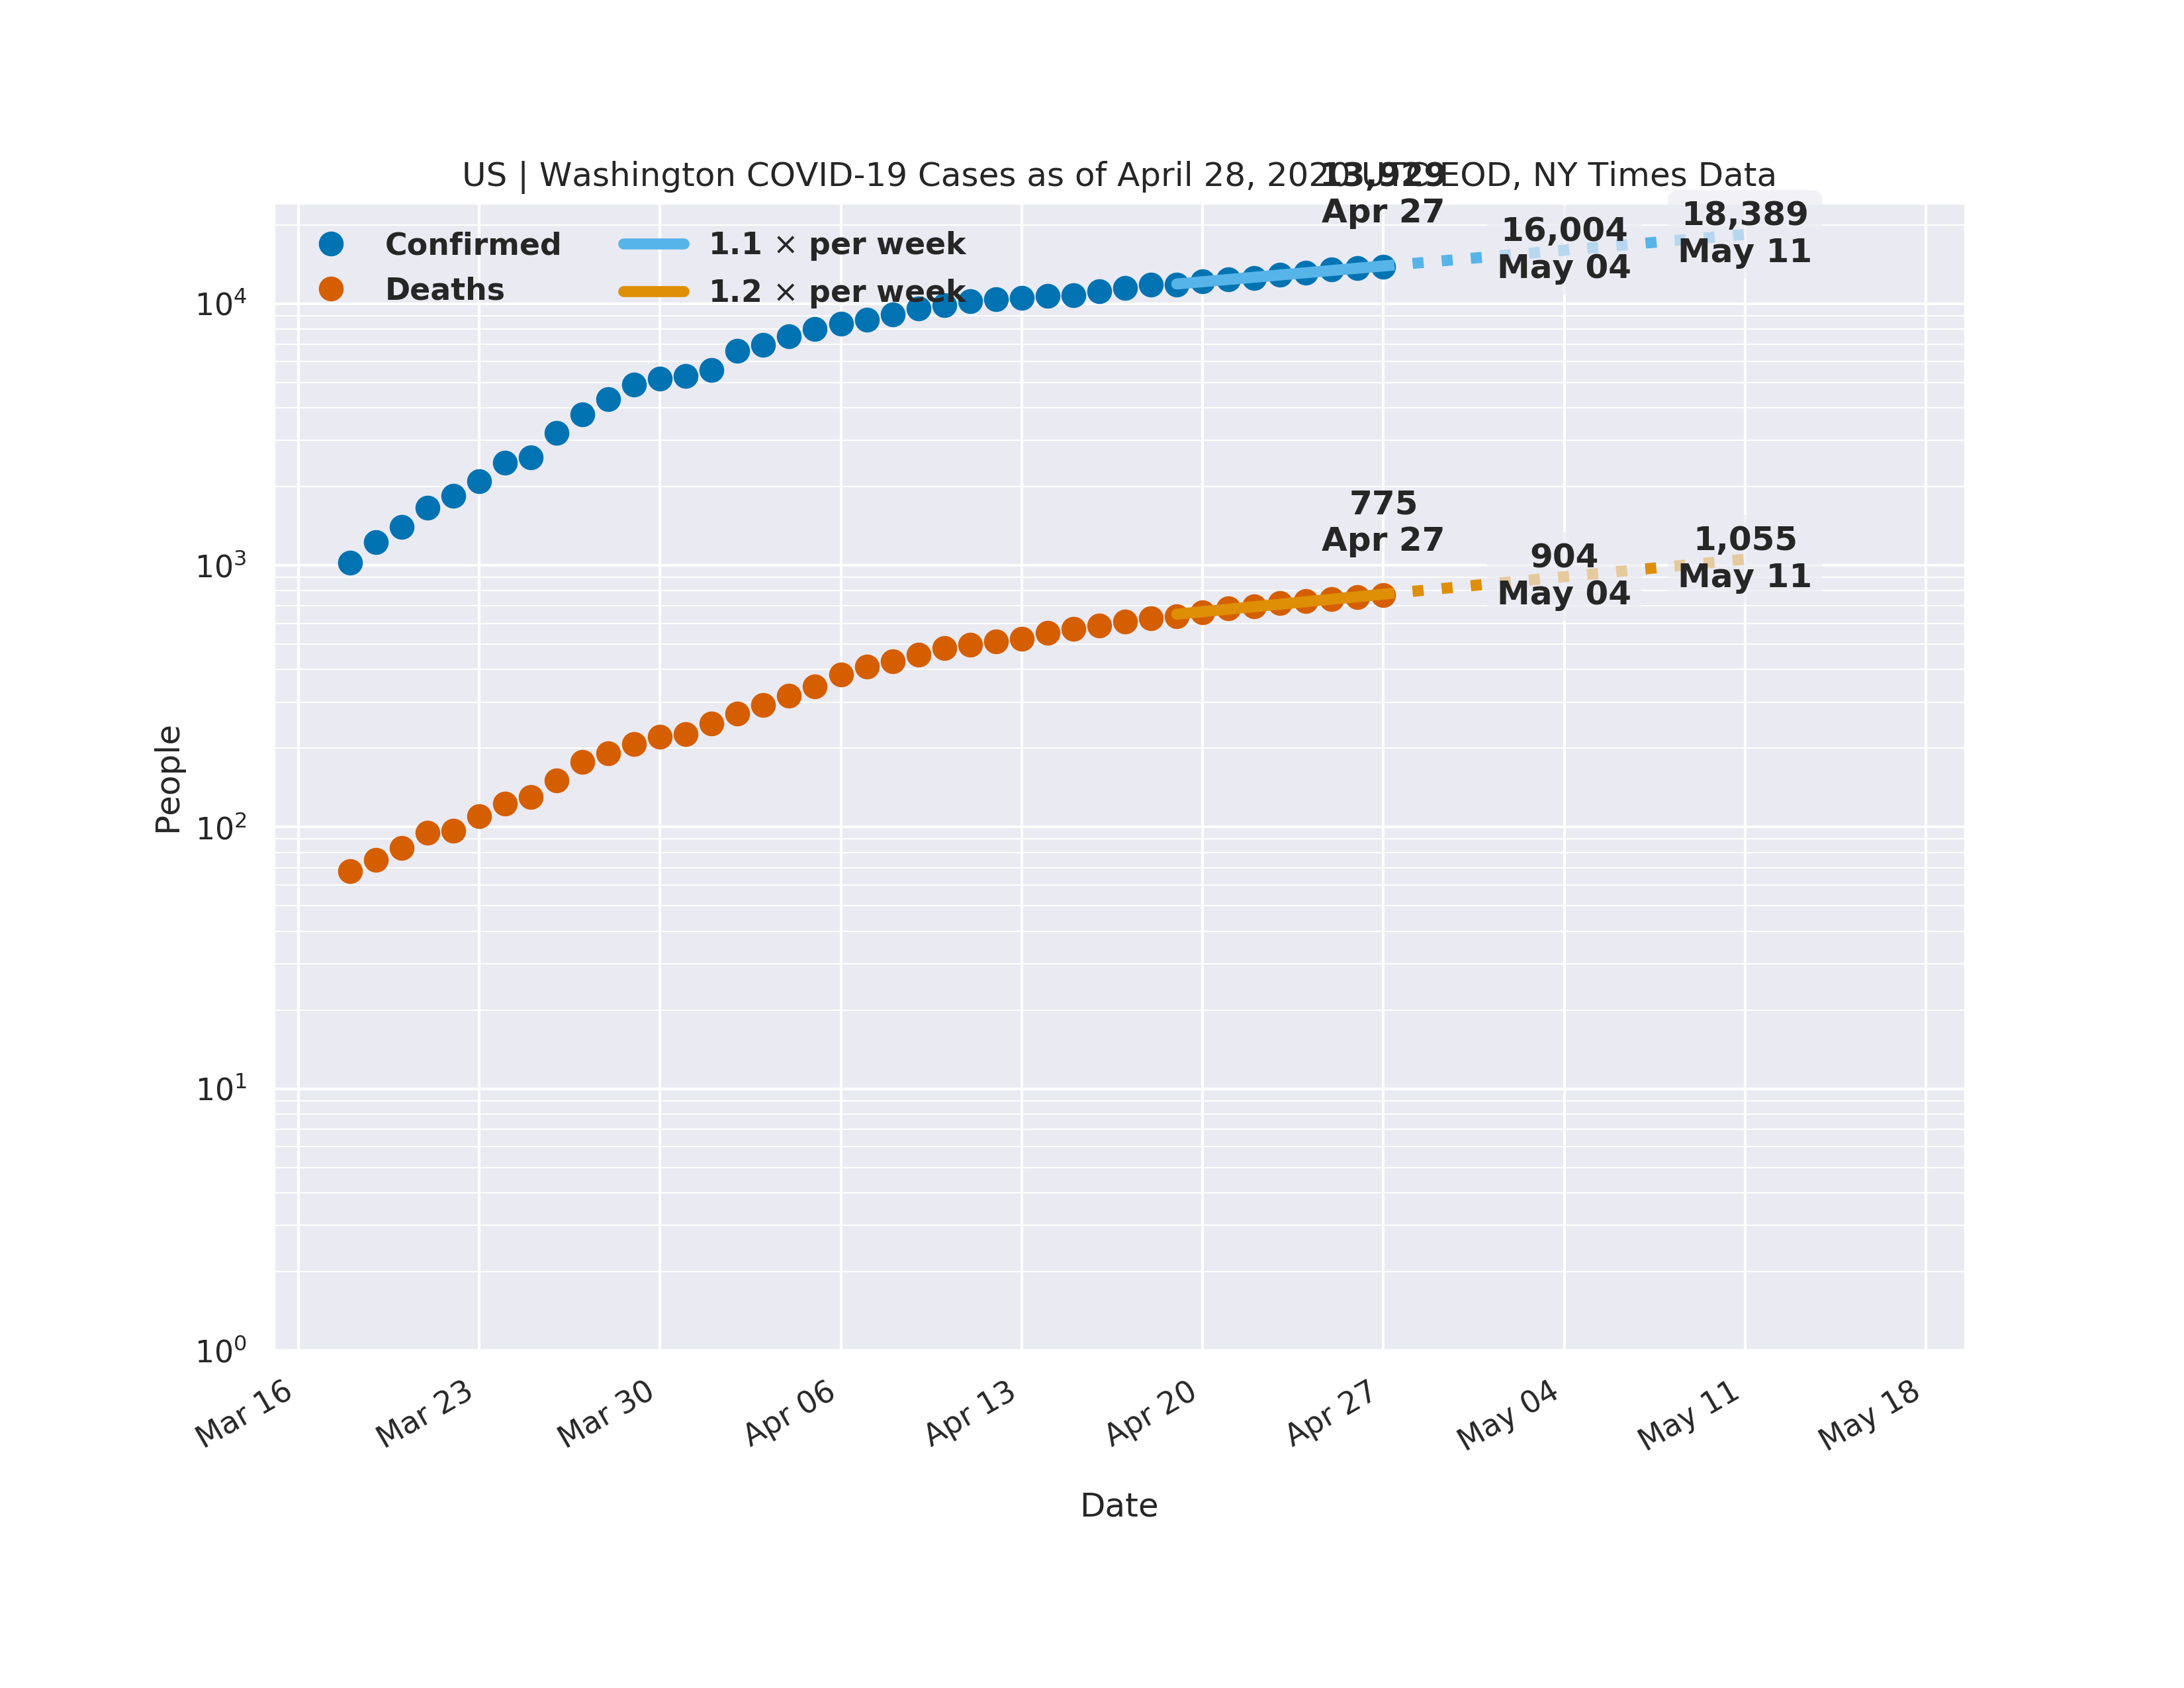 US | Washington COVID-19 Cases as of April 28, 2020 UTC EOD, NY Times Data
13,929
Apr 27
16,004
May 04
18,389
May 11
Confirmed
Deaths
1.1 × per week
1.2 × per week
775
Apr 27
904
May 04
1,055
May 11
People
10⁴
10³
10²
10¹
10⁰
Mar 16
Mar 23
Mar 30
Apr 06
Apr 13
Apr 20
Apr 27
May 04
May 11
May 18
Date